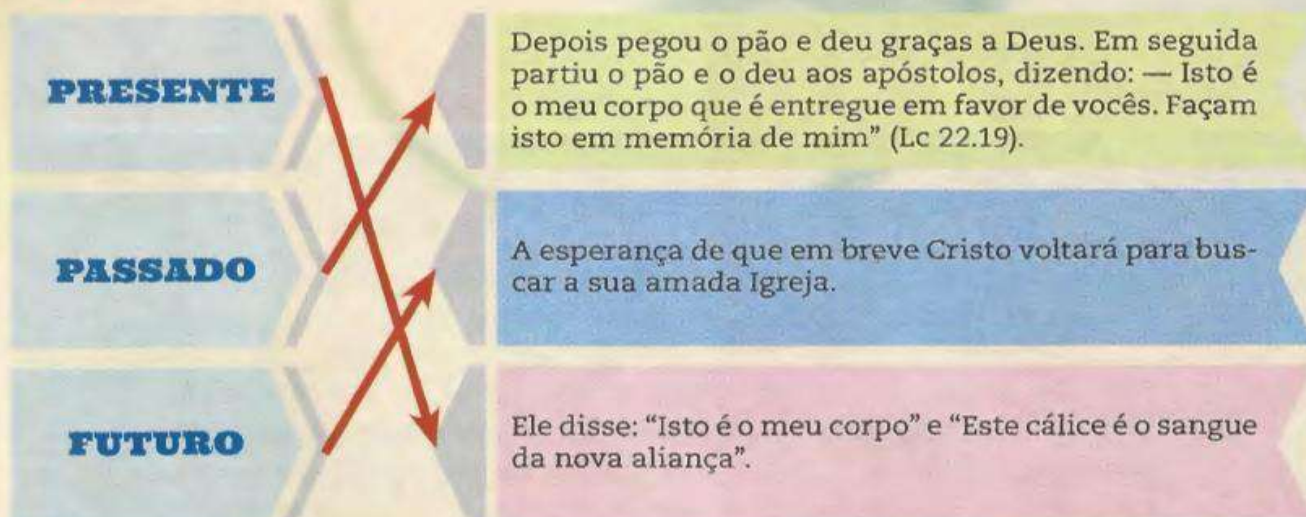 PRESENTE
Depois pegou o pão e deu graças a Deus. Em seguida
partiu o pão e o deu aos apóstolos, dizendo: — Isto é
o meu corpo que é entregue em favor de vocês. Façam
isto em memória de mim” (Lc 22.19).
PASSADO
A esperança de que em breve Cristo voltará para bus-
car a sua amada Igreja.
FUTURO
Ele disse: “Isto é o meu corpo” e “Este cálice é o sangue
da nova aliança”.